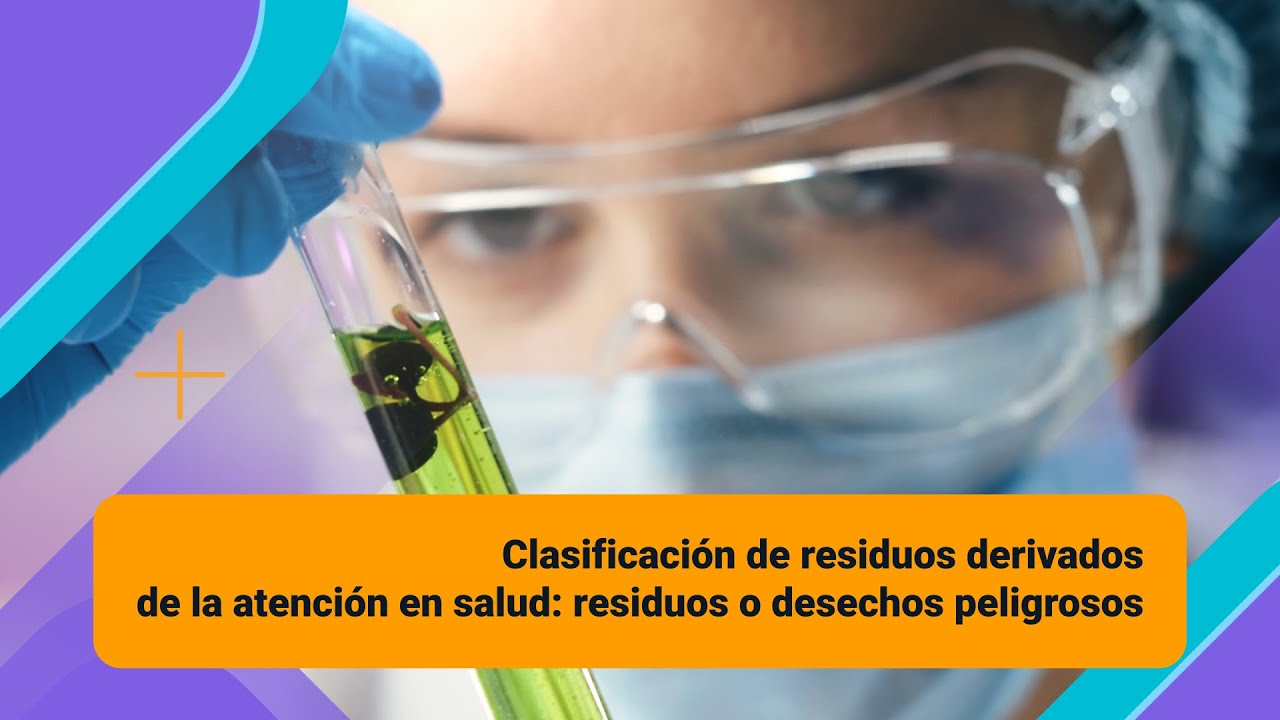 Clasificación de residuos derivados
de la atención en salud: residuos o desechos peligrosos